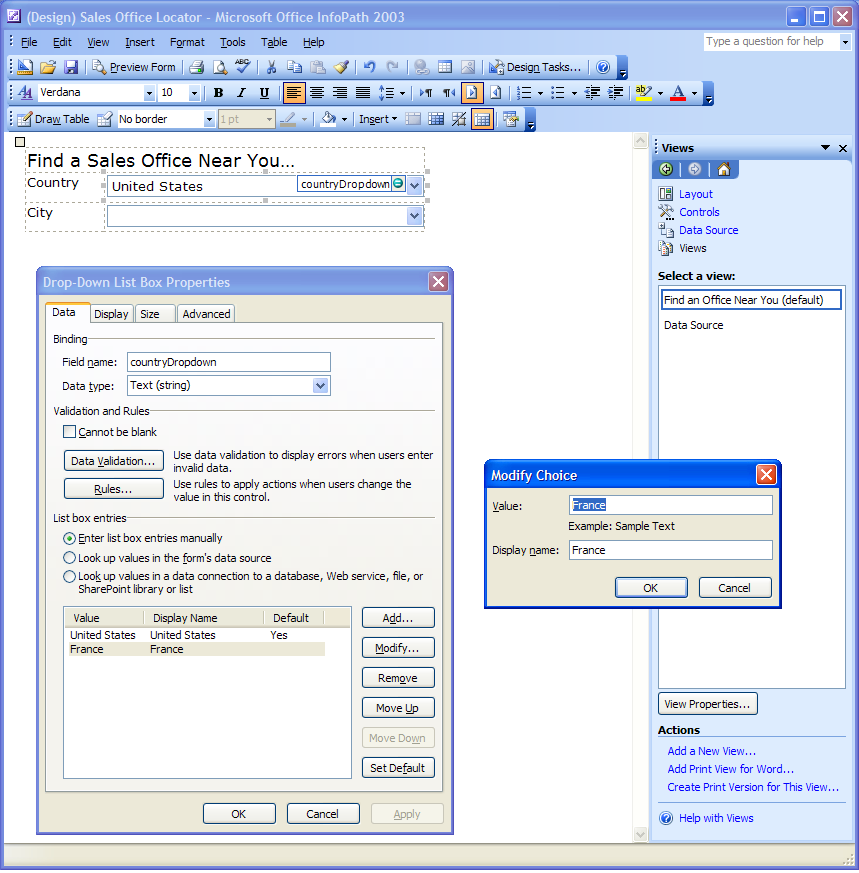 (Design) Sales Office Locator - Microsoft Office InfoPath 2003
File Edit View Insert Format Tools Table Help
Type a question for help
Preview Form
ABC
Design Tasks...
Verdana 10 B I U
ab
A
Draw Table No border 1 pt Insert
Find a Sales Office Near You...
Country United States countryDropdown
City
Drop-Down List Box Properties
Data Display Size Advanced
Binding
Field name: countryDropdown
Data type: Text (string)
Validation and Rules
Cannot be blank
Data Validation... Use data validation to display errors when users enter
invalid data.
Rules... Use rules to apply actions when users change the
value in this control.
List box entries
Enter list box entries manually
Look up values in the form's data source
Look up values in a data connection to a database, Web service, file, or
SharePoint library or list
Value Display Name Default
United States United States Yes
France France
Add...
Modify...
Remove
Move Up
Move Down
Set Default
OK Cancel Apply
Modify Choice
Value: France
Example: Sample Text
Display name: France
OK Cancel
Views
Layout
Controls
Data Source
Views
Select a view:
Find an Office Near You (default)
Data Source
View Properties...
Actions
Add a New View...
Add Print View for Word...
Create Print Version for This View...
Help with Views